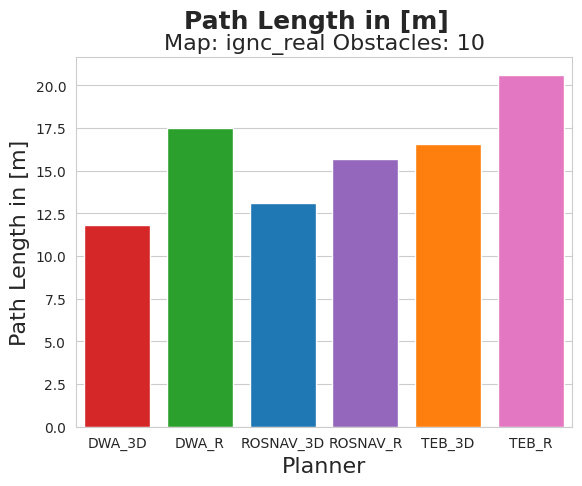 Path Length in [m]
Map: ignc_real Obstacles: 10
Path Length in [m]
20.0
17.5
15.0
12.5
10.0
7.5
5.0
2.5
0.0
DWA_3D DWA_R ROSNAV_3D ROSNAV_R TEB_3D TEB_R
Planner